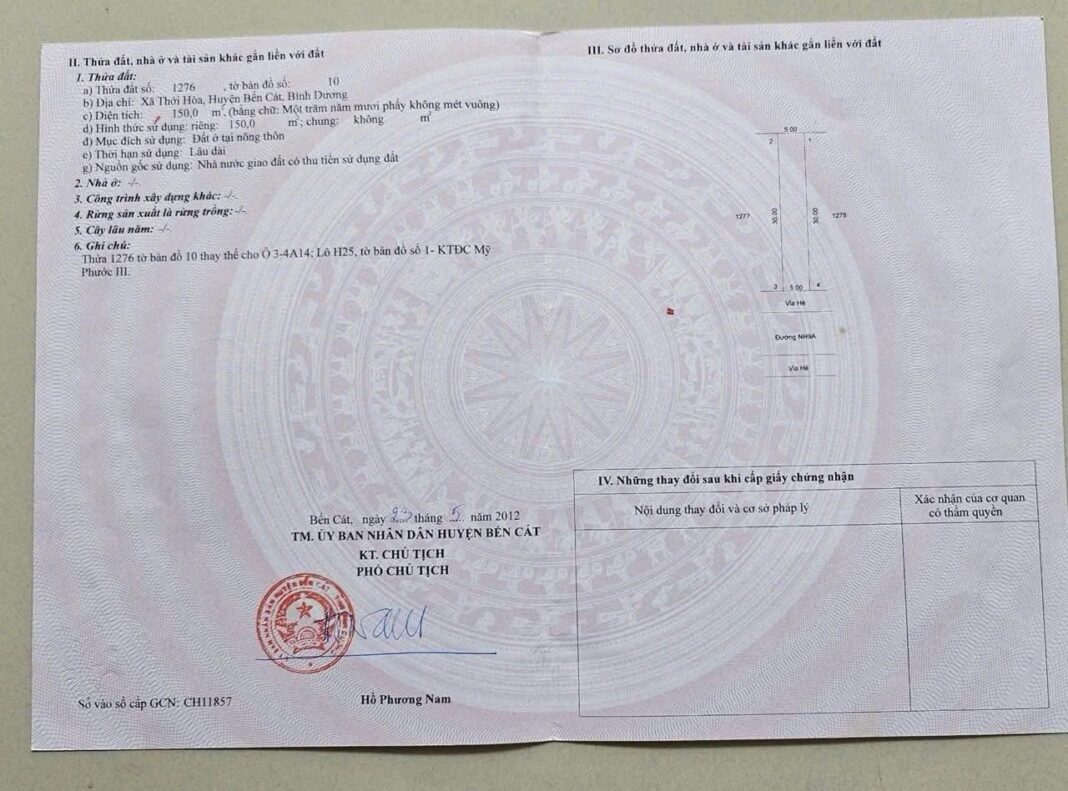 II. Thửa đất, nhà ở và tài sản khác gắn liền với đất
1. Thửa đất:
a) Thửa đất số: 1276 , tờ bản đồ số: 10
b) Địa chỉ: Xã Thới Hòa, Huyện Bến Cát, Bình Dương
c) Diện tích: 150,0 m², (bằng chữ: Một trăm năm mươi phẩy không mét vuông)
d) Hình thức sử dụng: riêng: 150,0 m²; chung: không m²
đ) Mục đích sử dụng: Đất ở tại nông thôn
e) Thời hạn sử dụng: Lâu dài
g) Nguồn gốc sử dụng: Nhà nước giao đất có thu tiền sử dụng đất
2. Nhà ở: -/-
3. Công trình xây dựng khác: -/-
4. Rừng sản xuất là rừng trồng: -/-
5. Cây lâu năm: -/-
6. Ghi chú:
Thửa 1276 tờ bản đồ 10 thay thế cho Ô 3-4A14; Lô H25, tờ bản đồ số 1- KTĐC Mỹ
Phước III.
Bến Cát, ngày 23 tháng 5 năm 2012
TM. ỦY BAN NHÂN DÂN HUYỆN BẾN CÁT
KT. CHỦ TỊCH
PHÓ CHỦ TỊCH
Hồ Phương Nam
Số vào sổ cấp GCN: CH11857
III. Sơ đồ thửa đất, nhà ở và tài sản khác gắn liền với đất
5.00
2 1
1277 30.00 30.00 1275
3 5.00 4
Vỉa Hè
Đường NH9A
Vỉa Hè
IV. Những thay đổi sau khi cấp giấy chứng nhận
Nội dung thay đổi và cơ sở pháp lý
Xác nhận của cơ quan
có thẩm quyền